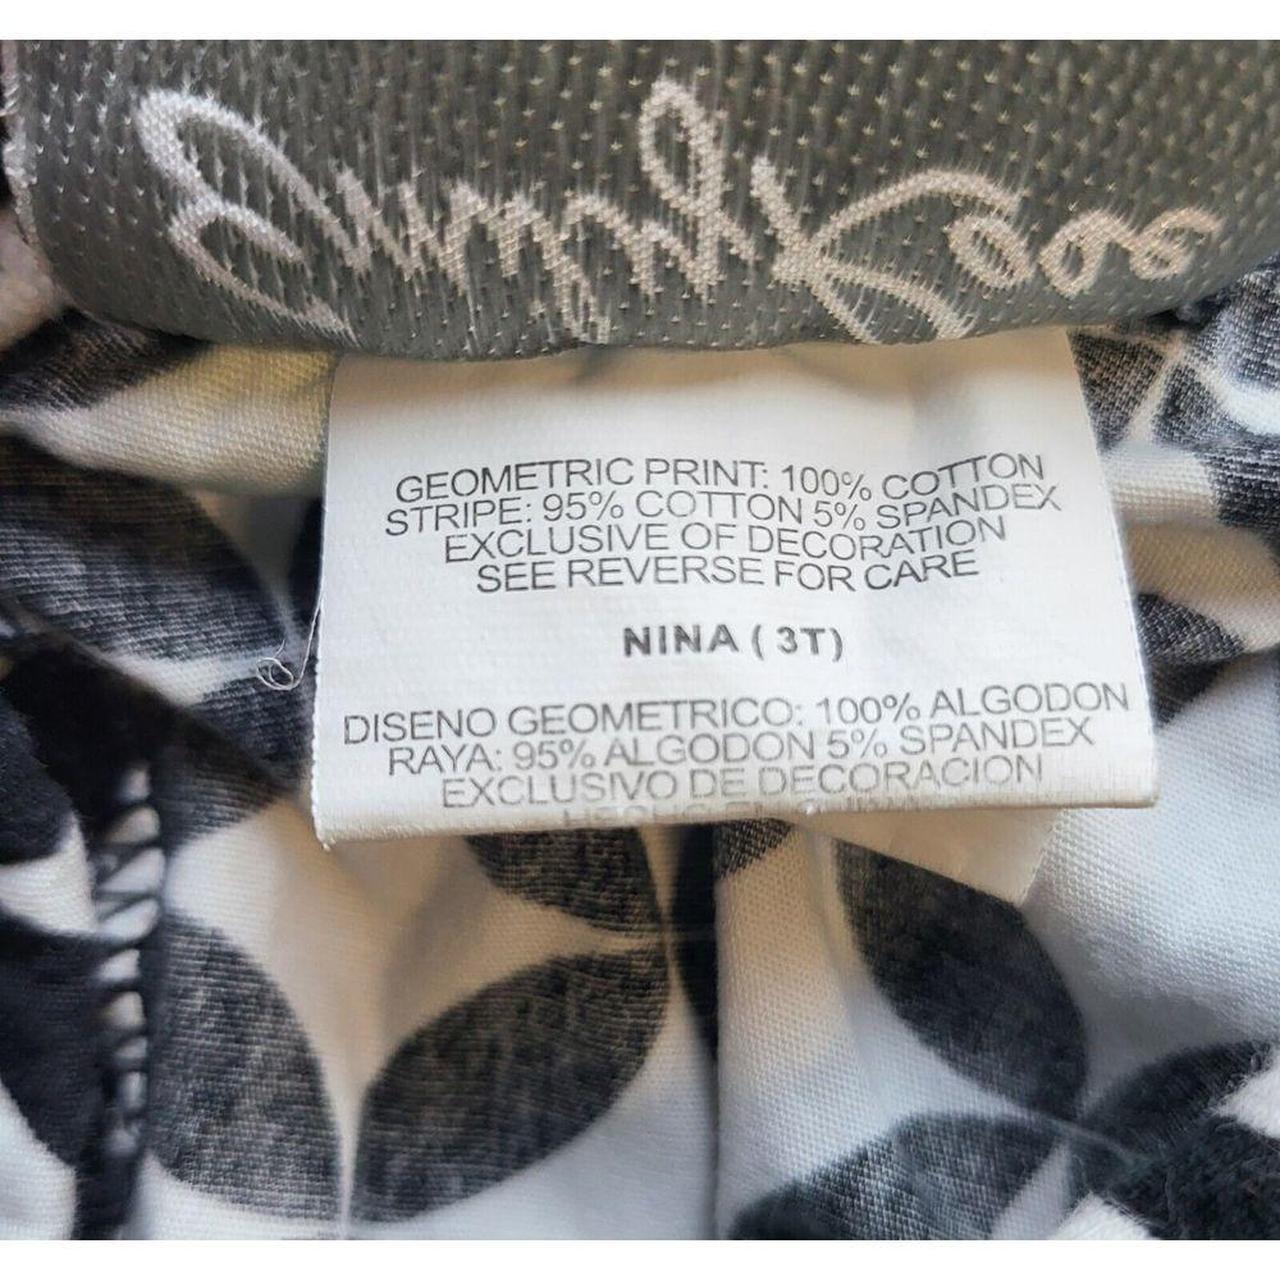 GEOMETRIC PRINT: 100% COTTON
STRIPE: 95% COTTON 5% SPANDEX
EXCLUSIVE OF DECORATION
SEE REVERSE FOR CARE
NINA (3T)
DISENO GEOMETRICO: 100% ALGODON
RAYA: 95% ALGODON 5% SPANDEX
EXCLUSIVO DE DECORACION